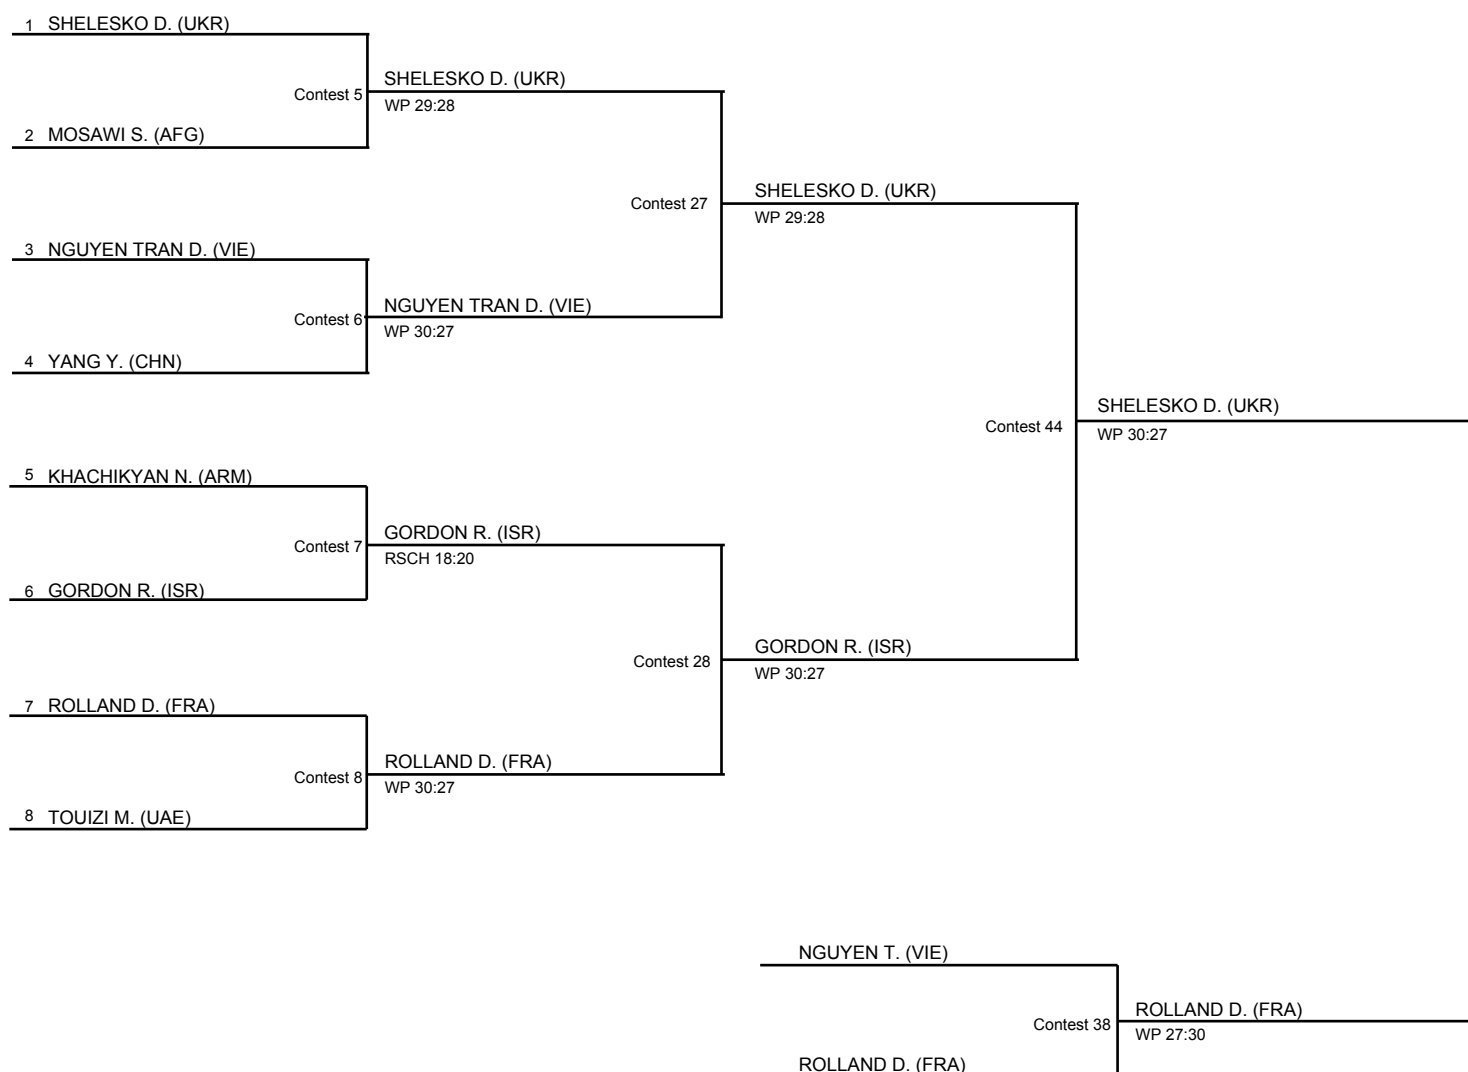 1 SHELESKO D. (UKR)
SHELESKO D. (UKR)
Contest 5
WP 29:28
2 MOSAWI S. (AFG)
SHELESKO D. (UKR)
Contest 27
WP 29:28
3 NGUYEN TRAN D. (VIE)
NGUYEN TRAN D. (VIE)
Contest 6
WP 30:27
4 YANG Y. (CHN)
SHELESKO D. (UKR)
Contest 44
WP 30:27
5 KHACHIKYAN N. (ARM)
GORDON R. (ISR)
Contest 7
RSCH 18:20
6 GORDON R. (ISR)
GORDON R. (ISR)
Contest 28
WP 30:27
7 ROLLAND D. (FRA)
ROLLAND D. (FRA)
Contest 8
WP 30:27
8 TOUIZI M. (UAE)
NGUYEN T. (VIE)
ROLLAND D. (FRA)
Contest 38
WP 27:30
ROLLAND D. (FRA)